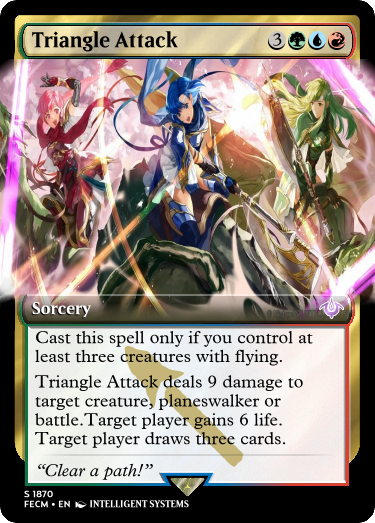 Triangle Attack 3
Sorcery
Cast this spell only if you control at
least three creatures with flying.
Triangle Attack deals 9 damage to
target creature, planeswalker or
battle.Target player gains 6 life.
Target player draws three cards.
“Clear a path!”
S 1870
FECM • EN INTELLIGENT SYSTEMS